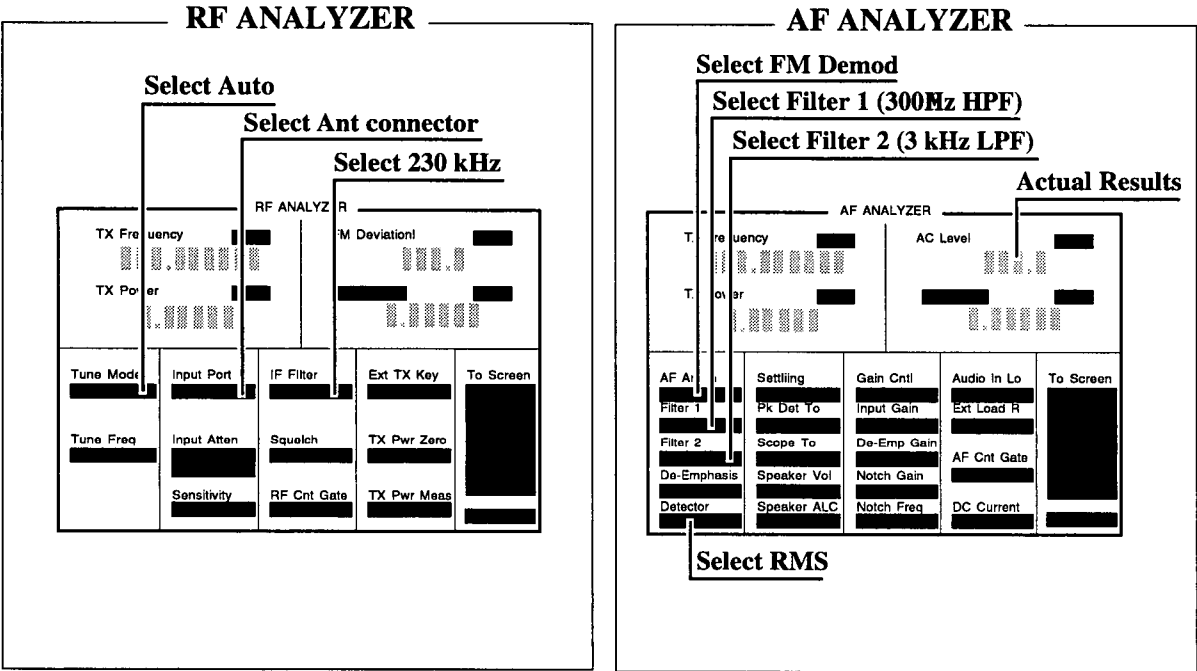 RF ANALYZER
Select Auto
Select Ant connector
Select 230 kHz
RF ANALYZER
TX Frequency
FM Deviation!
TX Power
Tune Mode
Input Port
IF Filter
Ext TX Key
To Screen
Tune Freq
Input Atten
Squelch
TX Pwr Zero
Sensitivity
RF Cnt Gate
TX Pwr Meas
AF ANALYZER
Select FM Demod
Select Filter 1 (300Hz HPF)
Select Filter 2 (3 kHz LPF)
Actual Results
AF ANALYZER
TX Frequency
AC Level
TX Power
AF Anl In
Settliing
Gain Cntl
Audio In Lo
To Screen
Filter 1
Pk Det To
Input Gain
Ext Load R
Filter 2
Scope To
De-Emp Gain
AF Cnt Gate
De-Emphasis
Speaker Vol
Notch Gain
Detector
Speaker ALC
Notch Freq
DC Current
Select RMS